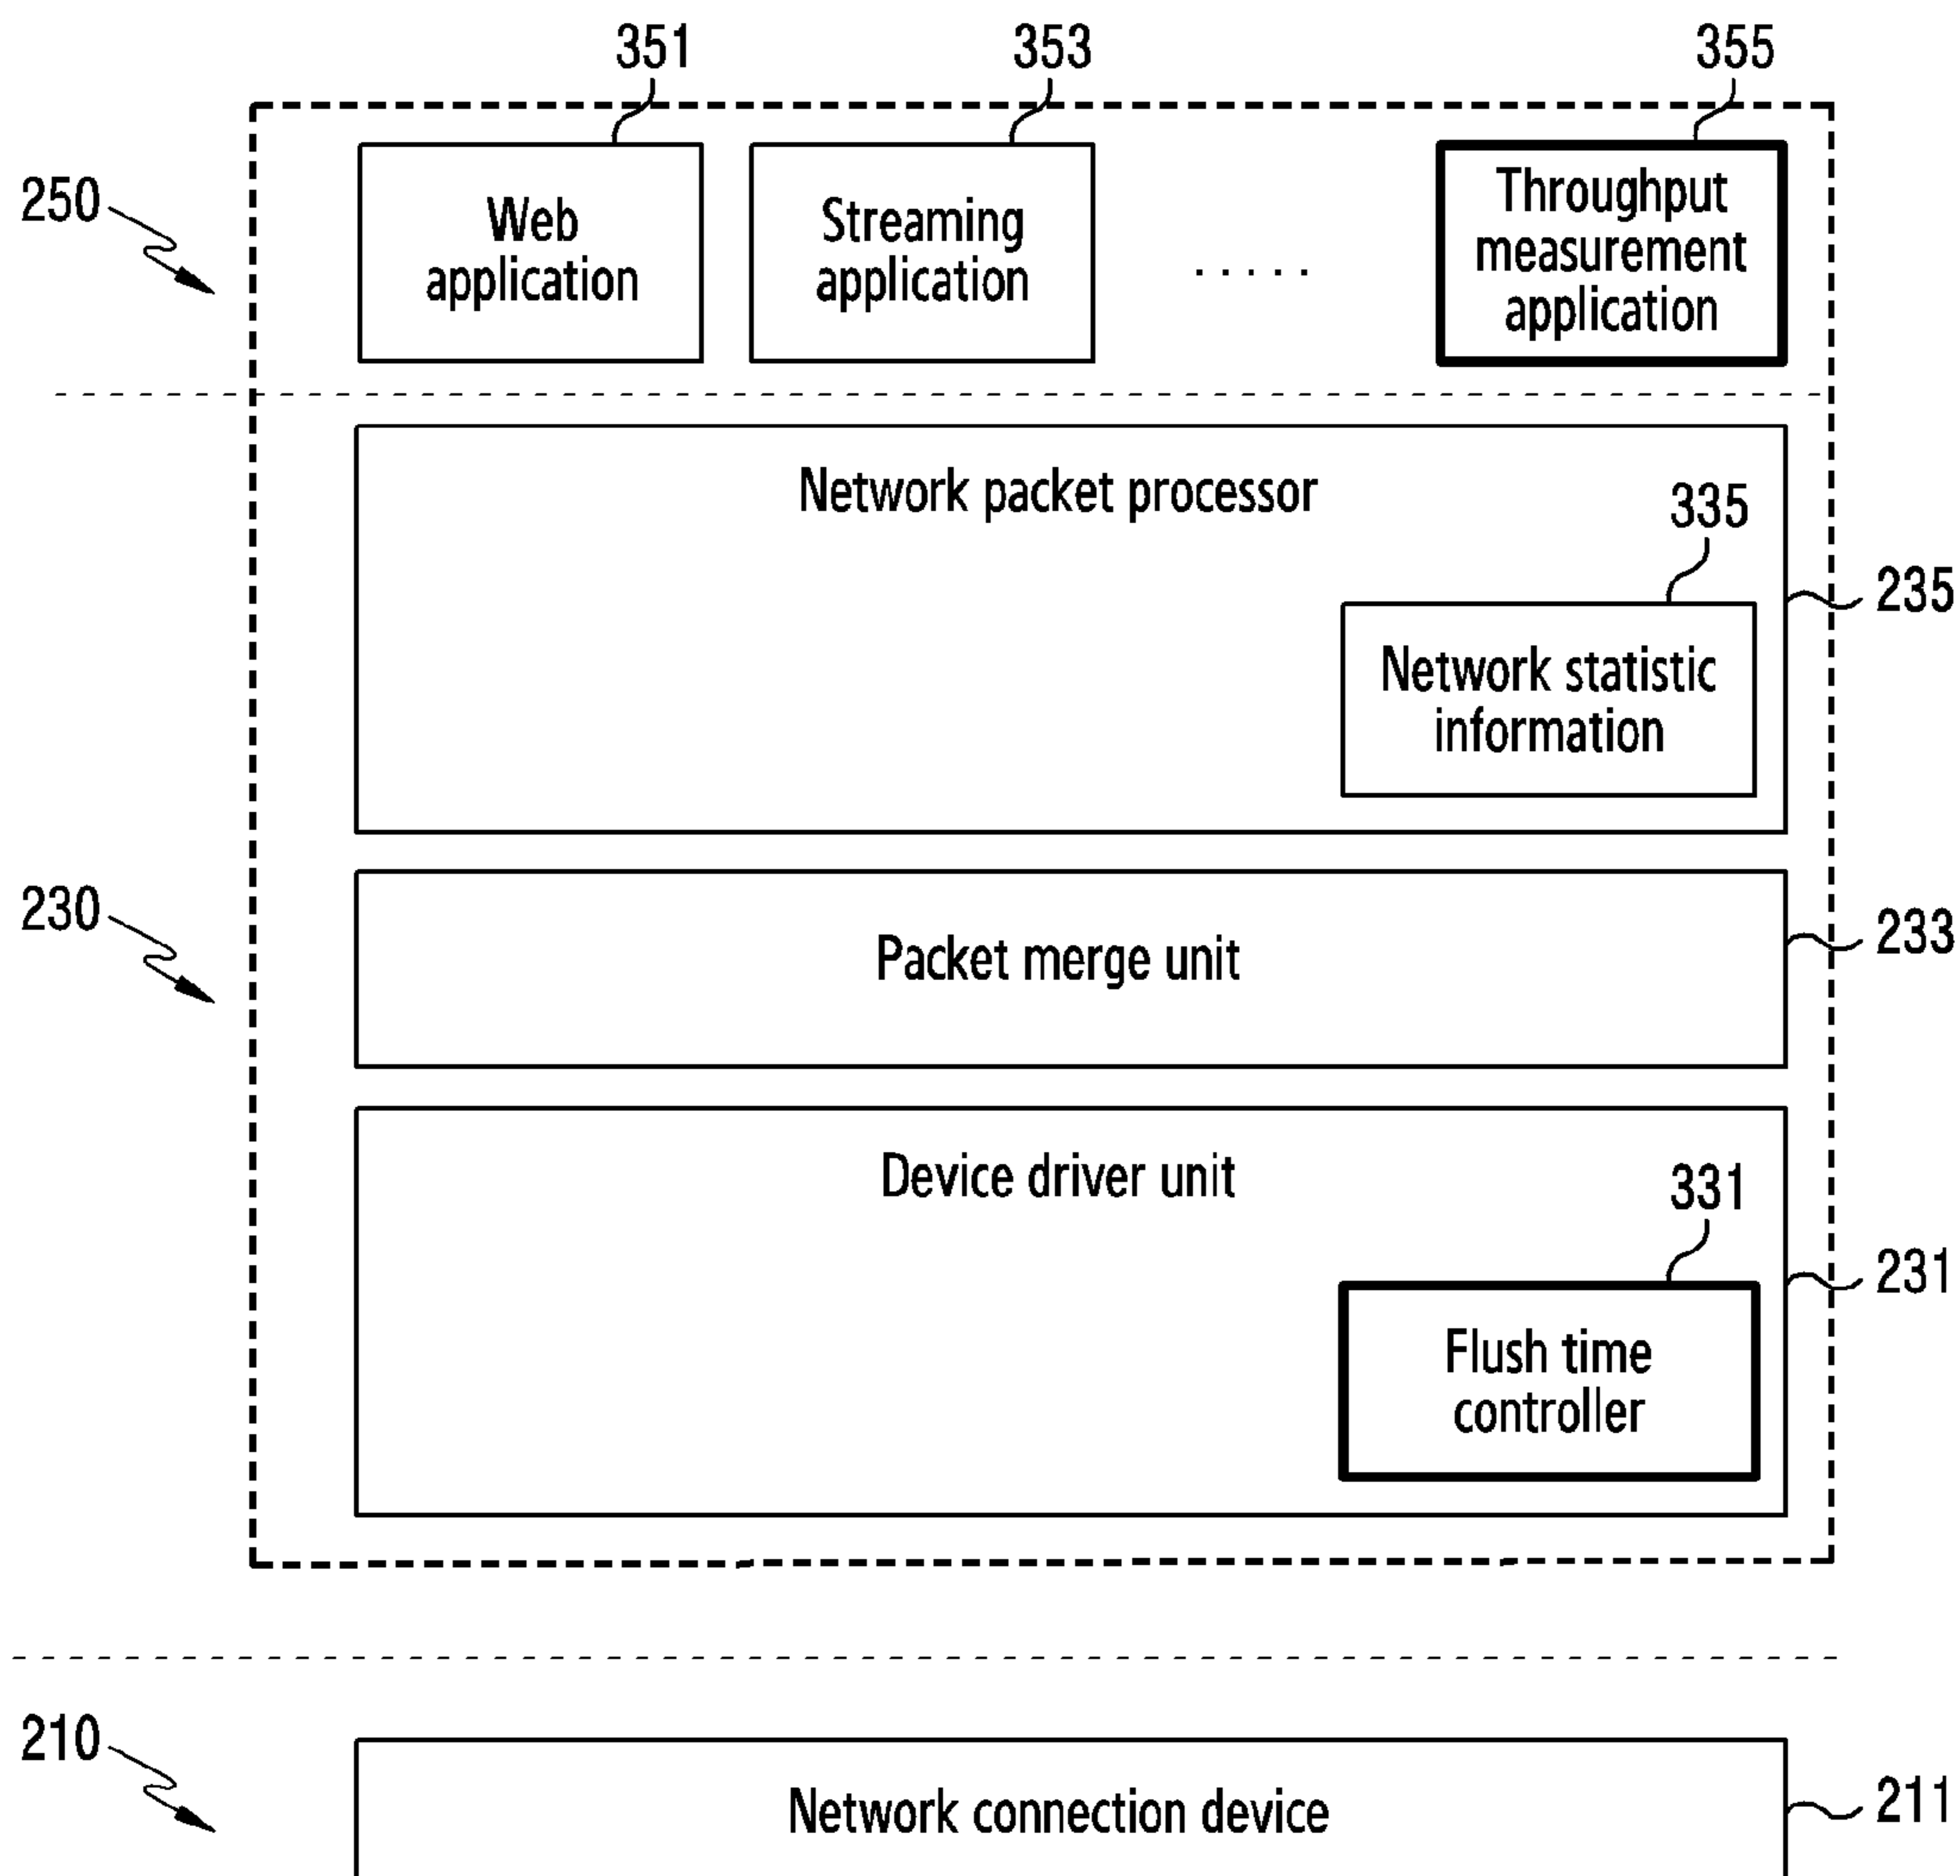 351
353
355
250
Web
application
Streaming
application
. . . . .
Throughput
measurement
application
Network packet processor
335
235
Network statistic
information
230
233
Packet merge unit
Device driver unit
331
231
Flush time
controller
210
Network connection device
211